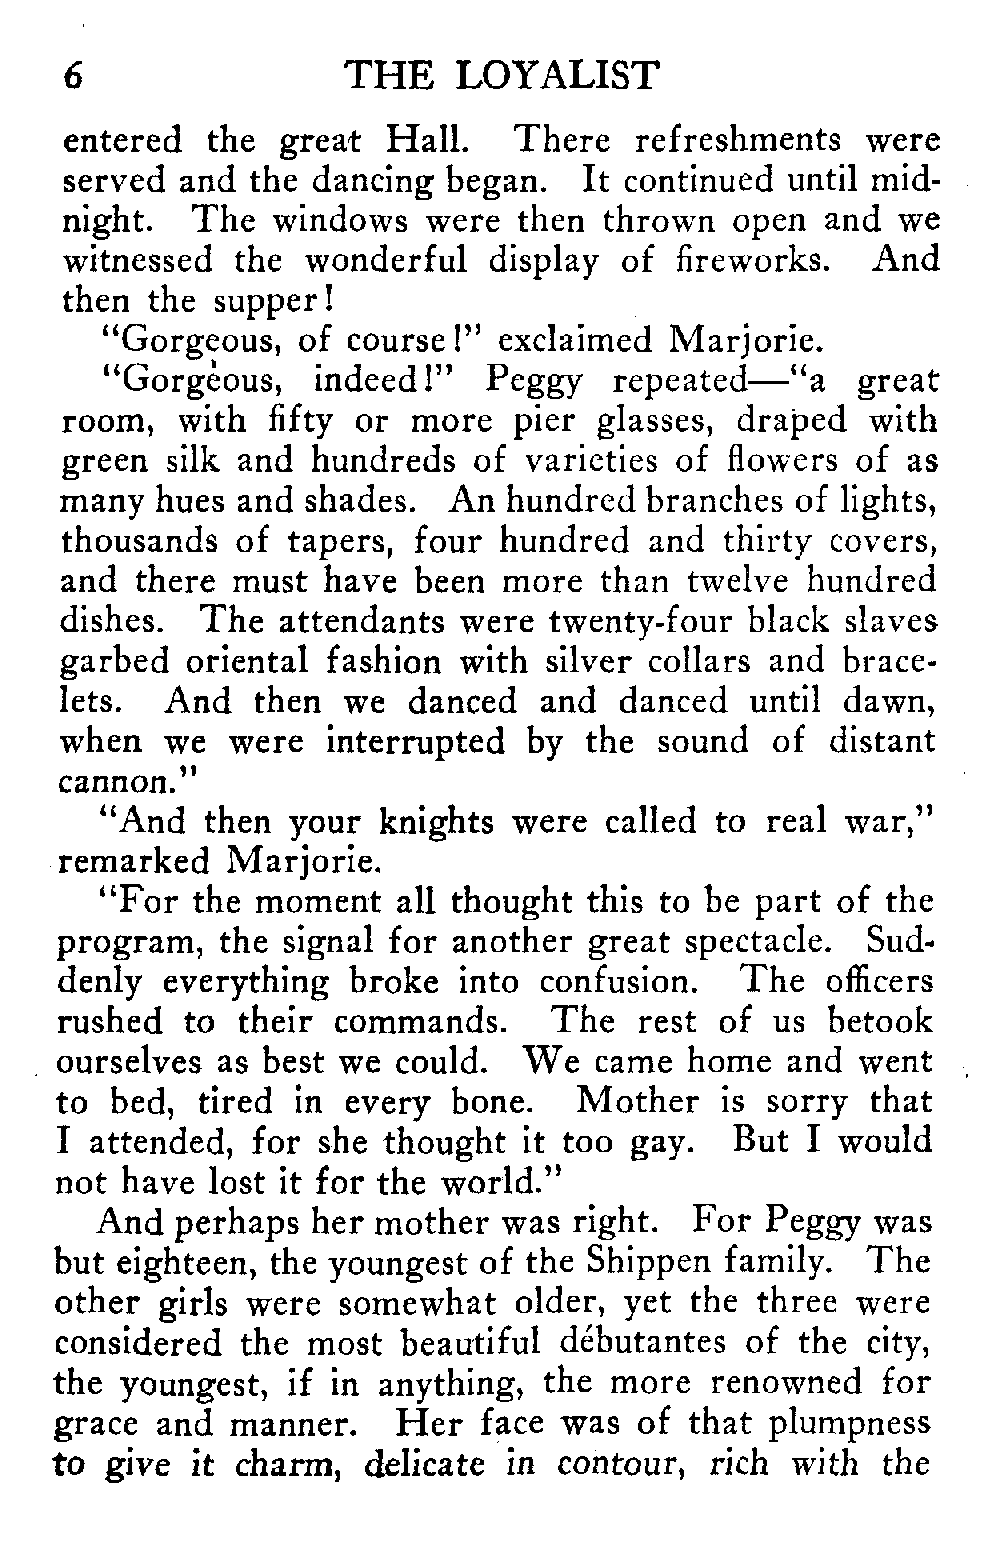 6 THE LOYALIST
entered the great Hall. There refreshments were
served and the dancing began. It continued until mid-
night. The windows were then thrown open and we
witnessed the wonderful display of fireworks. And
then the supper!
"Gorgeous, of course!" exclaimed Marjorie.
"Gorgeous, indeed!" Peggy repeated—"a great
room, with fifty or more pier glasses, draped with
green silk and hundreds of varieties of flowers of as
many hues and shades. An hundred branches of lights,
thousands of tapers, four hundred and thirty covers,
and there must have been more than twelve hundred
dishes. The attendants were twenty-four black slaves
garbed oriental fashion with silver collars and brace-
lets. And then we danced and danced until dawn,
when we were interrupted by the sound of distant
cannon."
"And then your knights were called to real war,"
remarked Marjorie.
"For the moment all thought this to be part of the
program, the signal for another great spectacle. Sud-
denly everything broke into confusion. The officers
rushed to their commands. The rest of us betook
ourselves as best we could. We came home and went
to bed, tired in every bone. Mother is sorry that
I attended, for she thought it too gay. But I would
not have lost it for the world."
And perhaps her mother was right. For Peggy was
but eighteen, the youngest of the Shippen family. The
other girls were somewhat older, yet the three were
considered the most beautiful débutantes of the city,
the youngest, if in anything, the more renowned for
grace and manner. Her face was of that plumpness
to give it charm, delicate in contour, rich with the